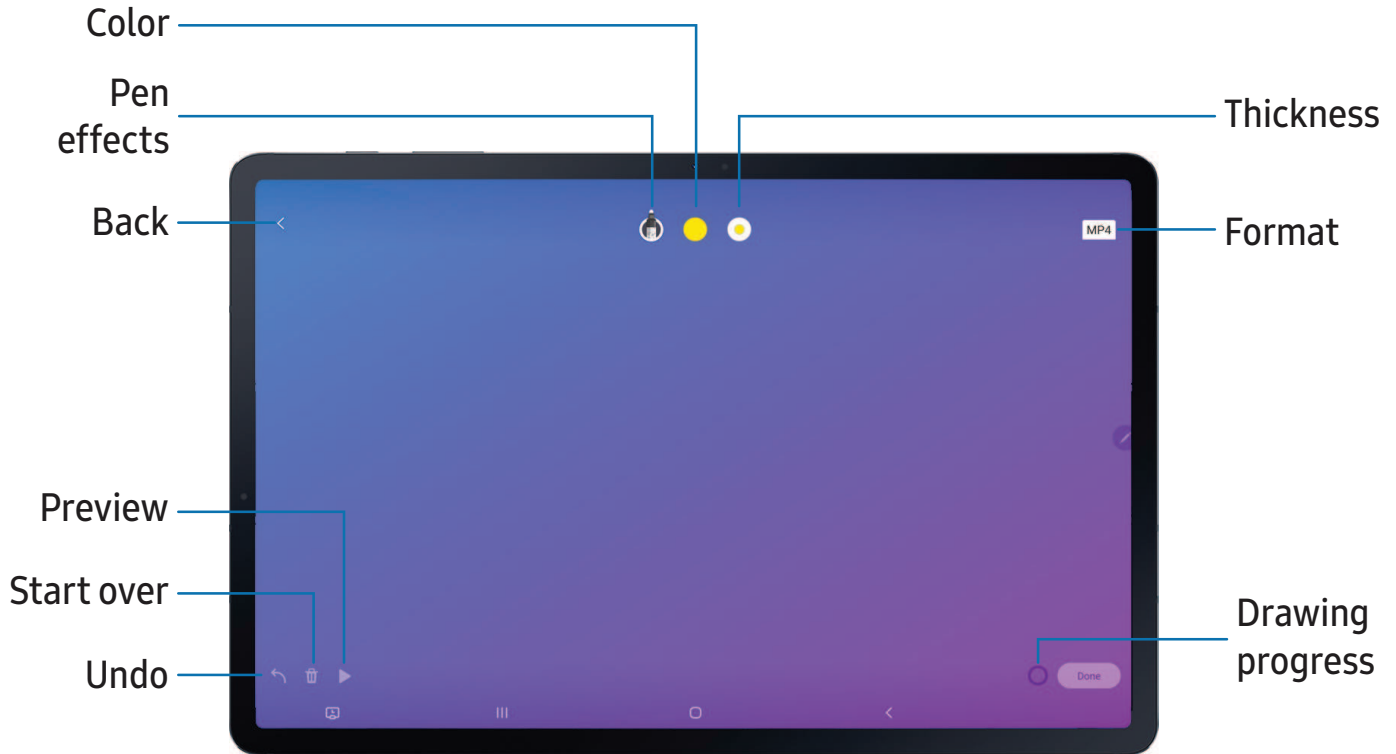 Color
Pen
effects
Thickness
Back
MP4
Format
Preview
Start over
Drawing
progress
Undo
Done